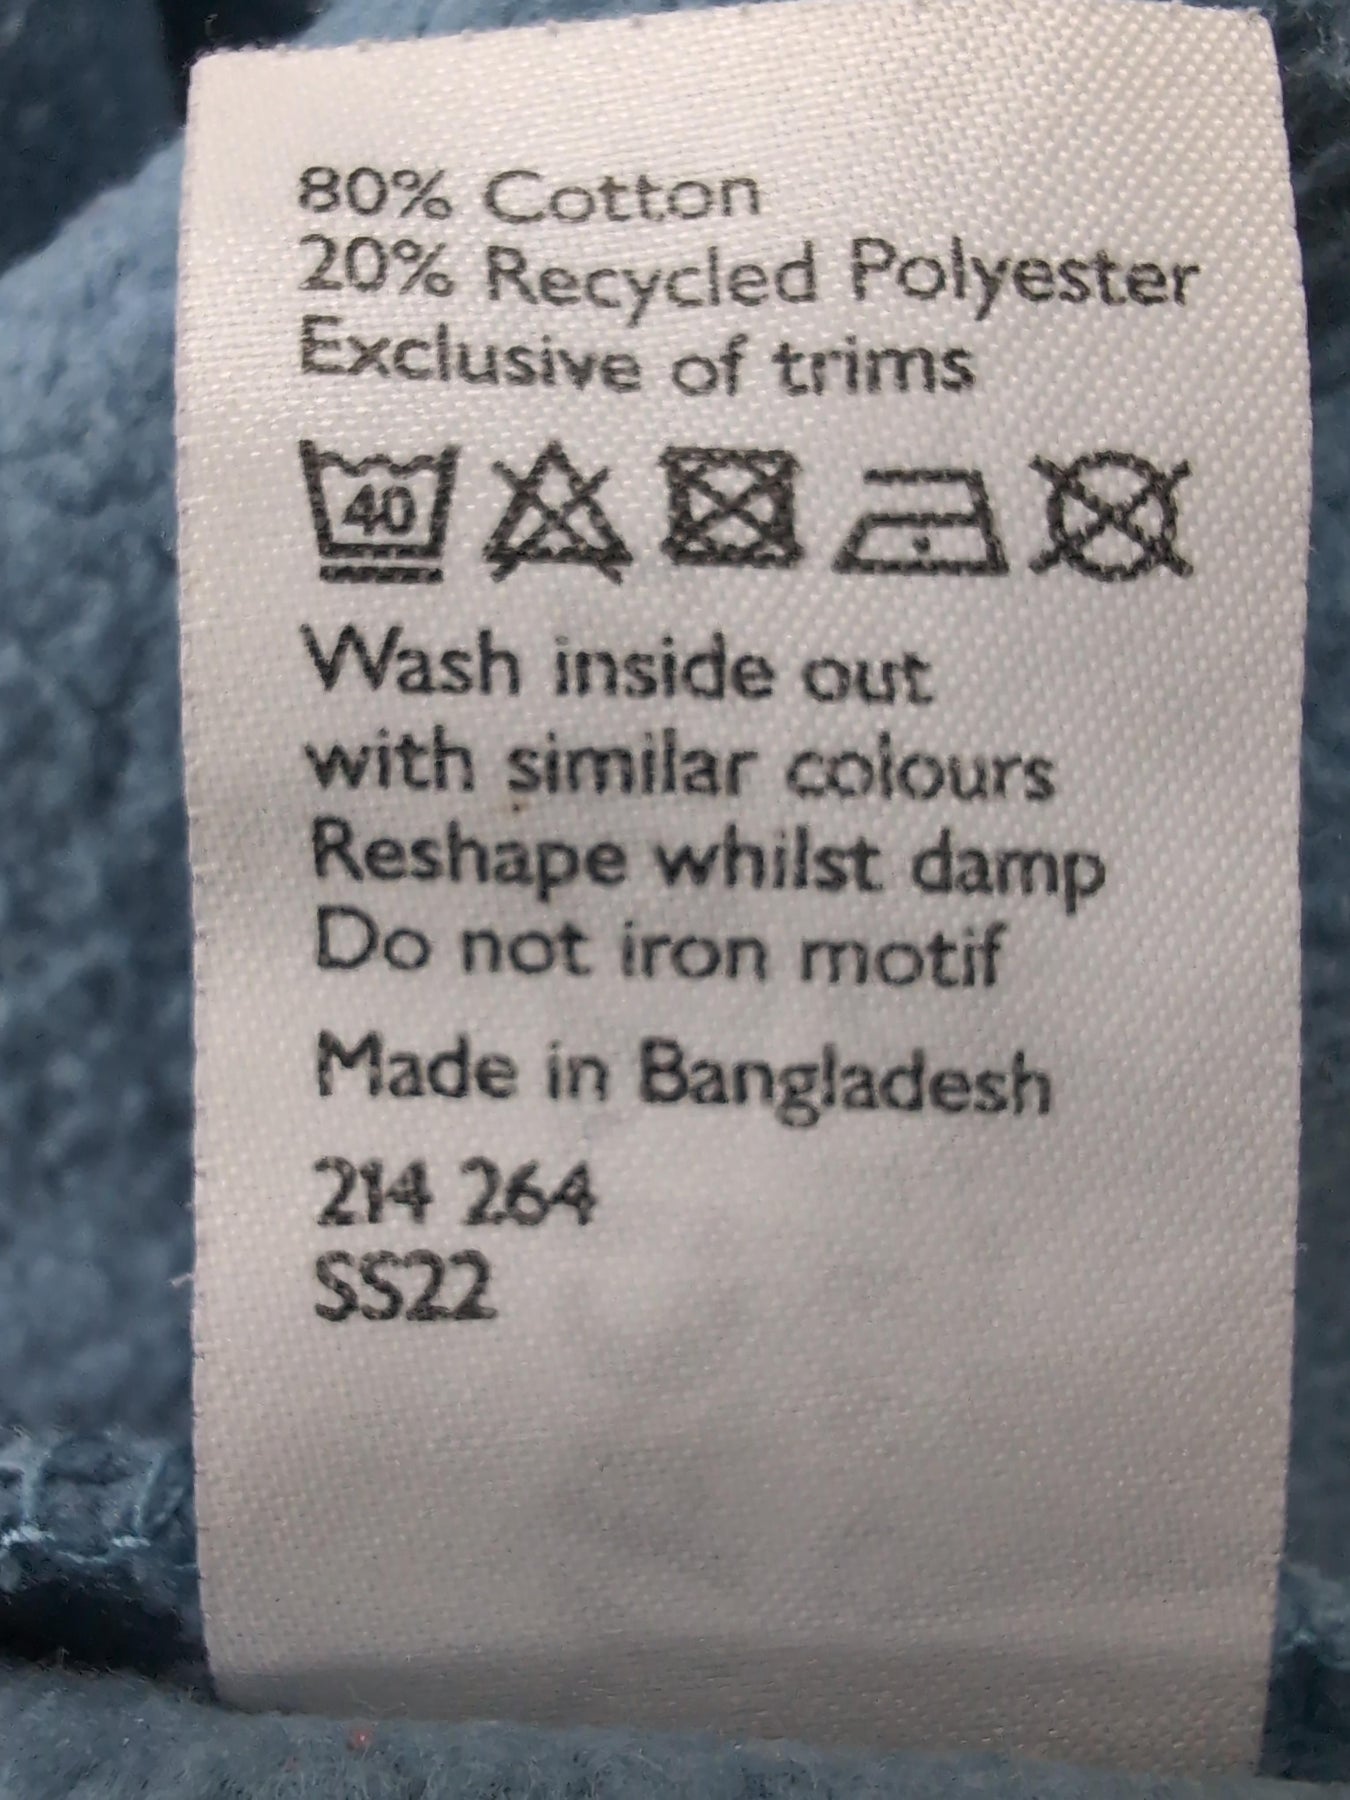 80% Cotton
20% Recycled Polyester
Exclusive of trims
40
Wash inside out
with similar colours
Reshape whilst damp
Do not iron motif
Made in Bangladesh
214 264
SS22